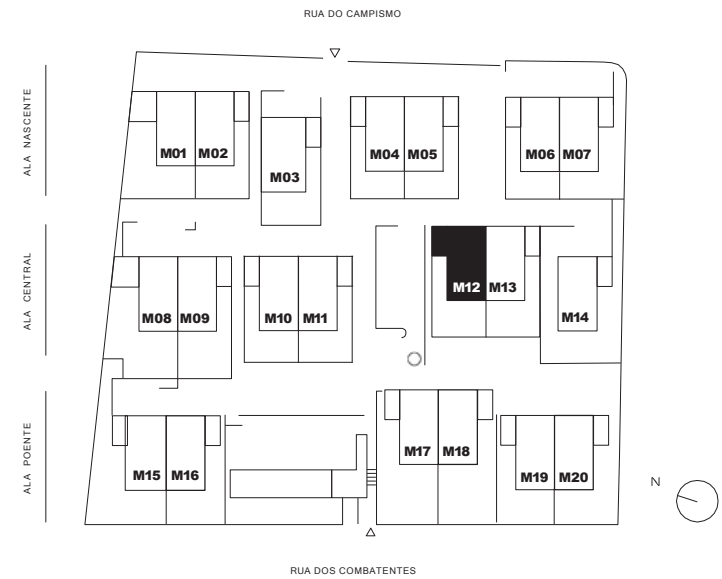 RUA DO CAMPISMO
ALA NASCENTE
M01 M02
M03
M04 M05
M06 M07
ALA CENTRAL
M08 M09
M10 M11
M12 M13
M14
ALA POENTE
M15 M16
M17 M18
M19 M20
N
RUA DOS COMBATENTES